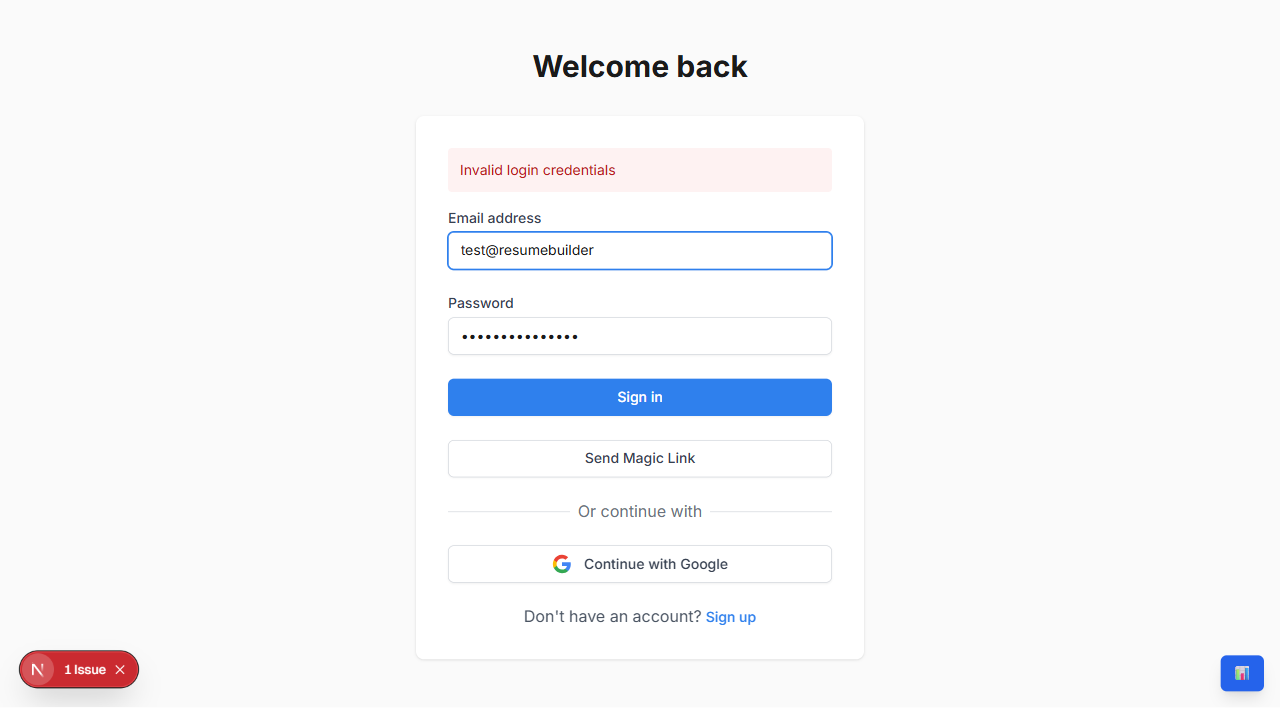 Welcome back
Invalid login credentials
Email address
test@resumebuilder
Password
•••••••••••••••
Sign in
Send Magic Link
Or continue with
Continue with Google
Don't have an account? Sign up
N 1 Issue